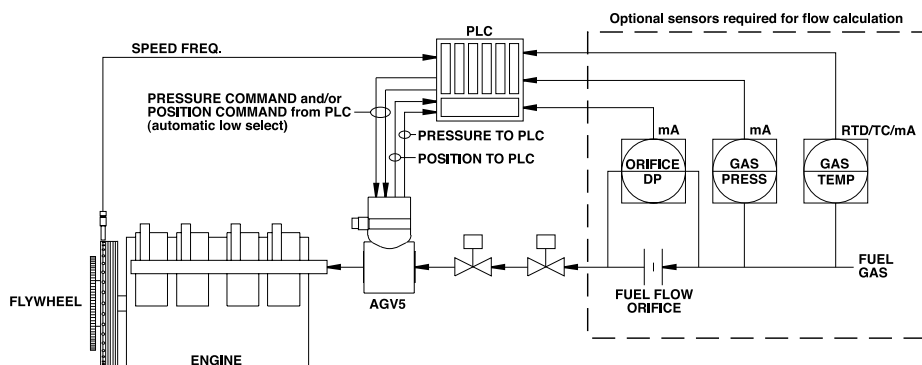 Optional sensors required for flow calculation
PLC
SPEED FREQ.
PRESSURE COMMAND and/or
POSITION COMMAND from PLC
(automatic low select)
PRESSURE TO PLC
POSITION TO PLC
mA
mA
RTD/TC/mA
ORIFICE
DP
GAS
PRESS
GAS
TEMP
FUEL
GAS
FLYWHEEL
AGV5
FUEL FLOW
ORIFICE
ENGINE